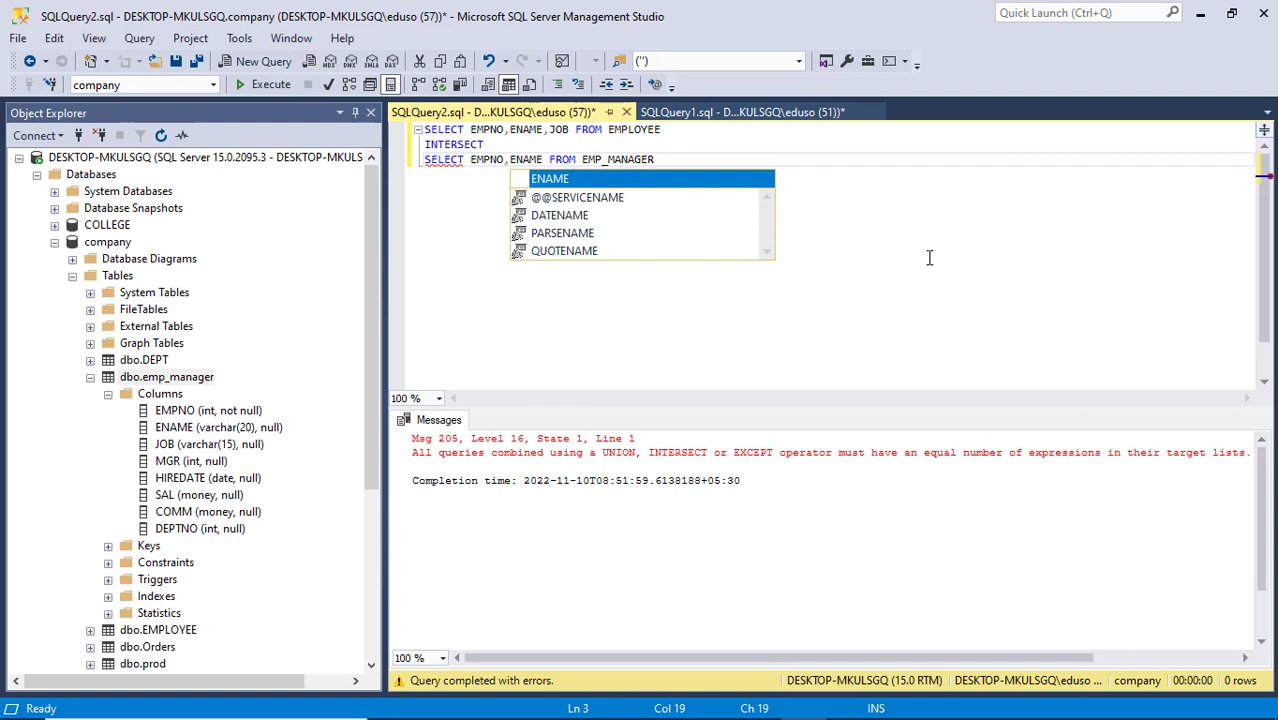 SQLQuery2.sql - DESKTOP-MKULSGQ.company (DESKTOP-MKULSGQ\eduso (57))* - Microsoft SQL Server Management Studio
Quick Launch (Ctrl+Q)
File Edit View Query Project Tools Window Help
New Query
MDX DMX XMLA DAX
('')
company
Execute
Object Explorer
Connect
DESKTOP-MKULSGQ (SQL Server 15.0.2095.3 - DESKTOP-MKULS
Databases
System Databases
Database Snapshots
COLLEGE
company
Database Diagrams
Tables
System Tables
FileTables
External Tables
Graph Tables
dbo.DEPT
dbo.emp_manager
Columns
EMPNO (int, not null)
ENAME (varchar(20), null)
JOB (varchar(15), null)
MGR (int, null)
HIREDATE (date, null)
SAL (money, null)
COMM (money, null)
DEPTNO (int, null)
Keys
Constraints
Triggers
Indexes
Statistics
dbo.EMPLOYEE
dbo.Orders
dbo.prod
SQLQuery2.sql - D...KULSGQ\eduso (57))*
SQLQuery1.sql - D...KULSGQ\eduso (51))*
SELECT EMPNO,ENAME,JOB FROM EMPLOYEE
INTERSECT
SELECT EMPNO,ENAME FROM EMP_MANAGER
ENAME
@@SERVICENAME
DATENAME
PARSENAME
QUOTENAME
100 %
Messages
Msg 205, Level 16, State 1, Line 1
All queries combined using a UNION, INTERSECT or EXCEPT operator must have an equal number of expressions in their target lists.
Completion time: 2022-11-10T08:51:59.6138188+05:30
100 %
Query completed with errors.
DESKTOP-MKULSGQ (15.0 RTM)
DESKTOP-MKULSGQ\eduso ...
company
00:00:00
0 rows
Ready
Ln 3
Col 19
Ch 19
INS